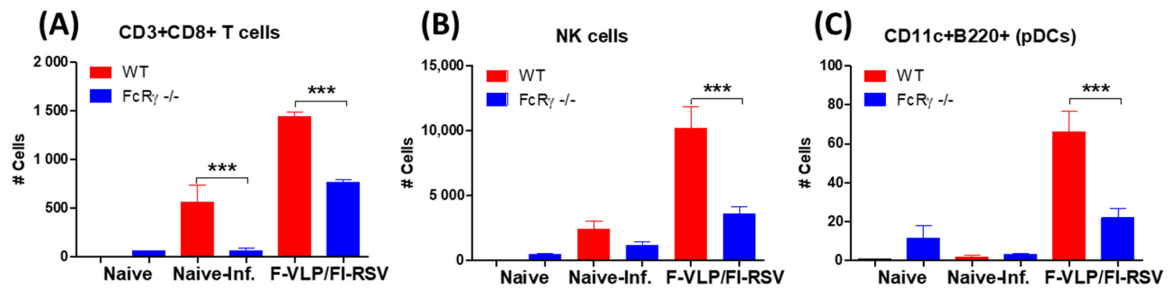 (A)
CD3+CD8+ T cells
2 000
1 500
1 000
500
0
# Cells
WT
FcRγ -/-
***
***
Naive Naive-Inf. F-VLP/FI-RSV
(B)
NK cells
15,000
10,000
5 000
0
# Cells
WT
FcRγ -/-
***
Naive Naive-Inf. F-VLP/FI-RSV
(C)
CD11c+B220+ (pDCs)
100
80
60
40
20
0
# Cells
WT
FcRγ -/-
***
Naive Naive-Inf. F-VLP/FI-RSV